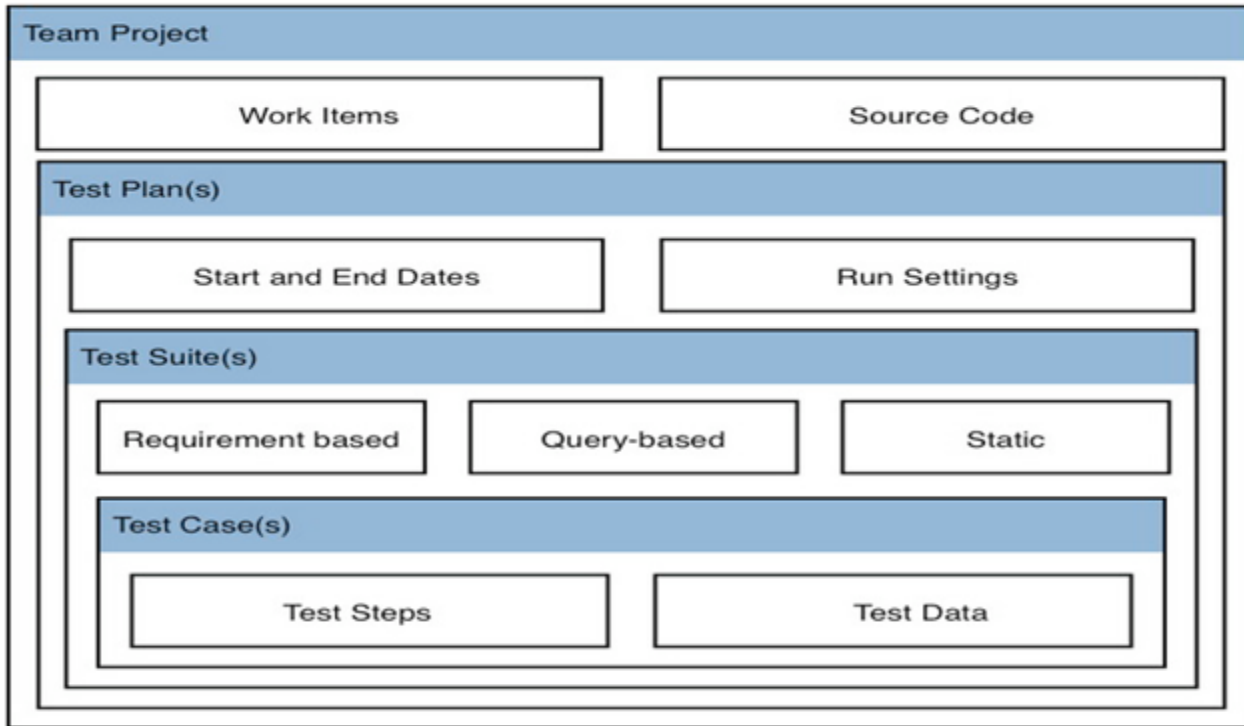 Team Project
Work Items
Source Code
Test Plan(s)
Start and End Dates
Run Settings
Test Suite(s)
Requirement based
Query-based
Static
Test Case(s)
Test Steps
Test Data